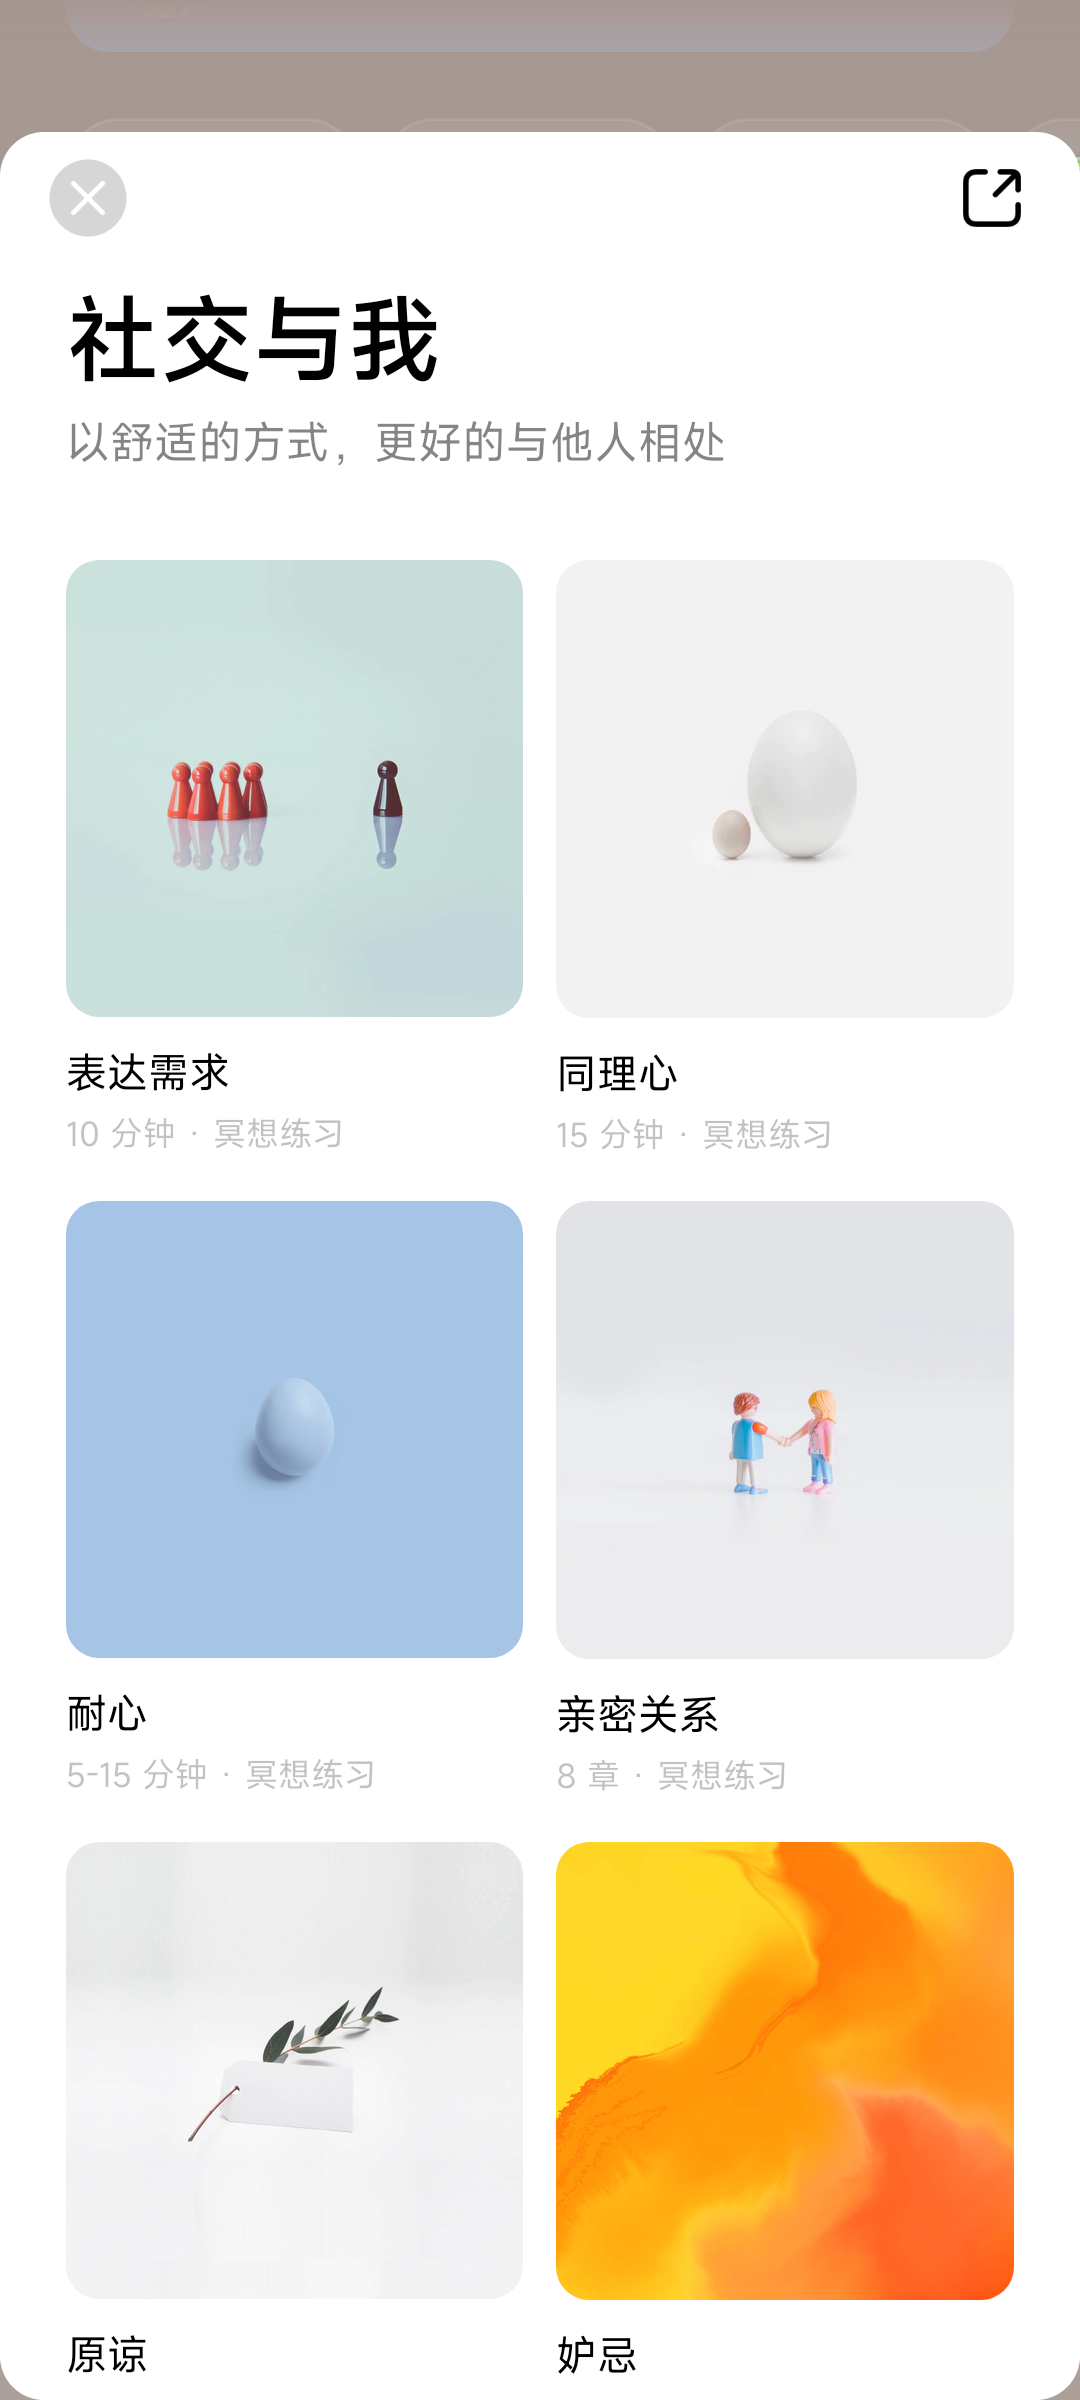 社交与我
以舒适的方式，更好的与他人相处
表达需求
10 分钟 · 冥想练习
同理心
15 分钟 · 冥想练习
耐心
5-15 分钟 · 冥想练习
亲密关系
8 章 · 冥想练习
原谅
妒忌